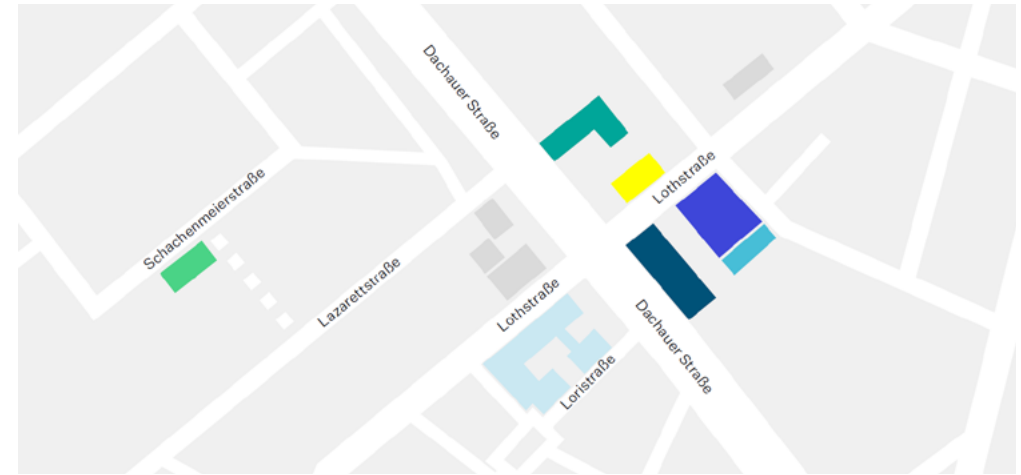 Dachauer Straße
Lothstraße
Schachenmeierstraße
Lazarettstraße
Lothstraße
Dachauer Straße
Loristraße